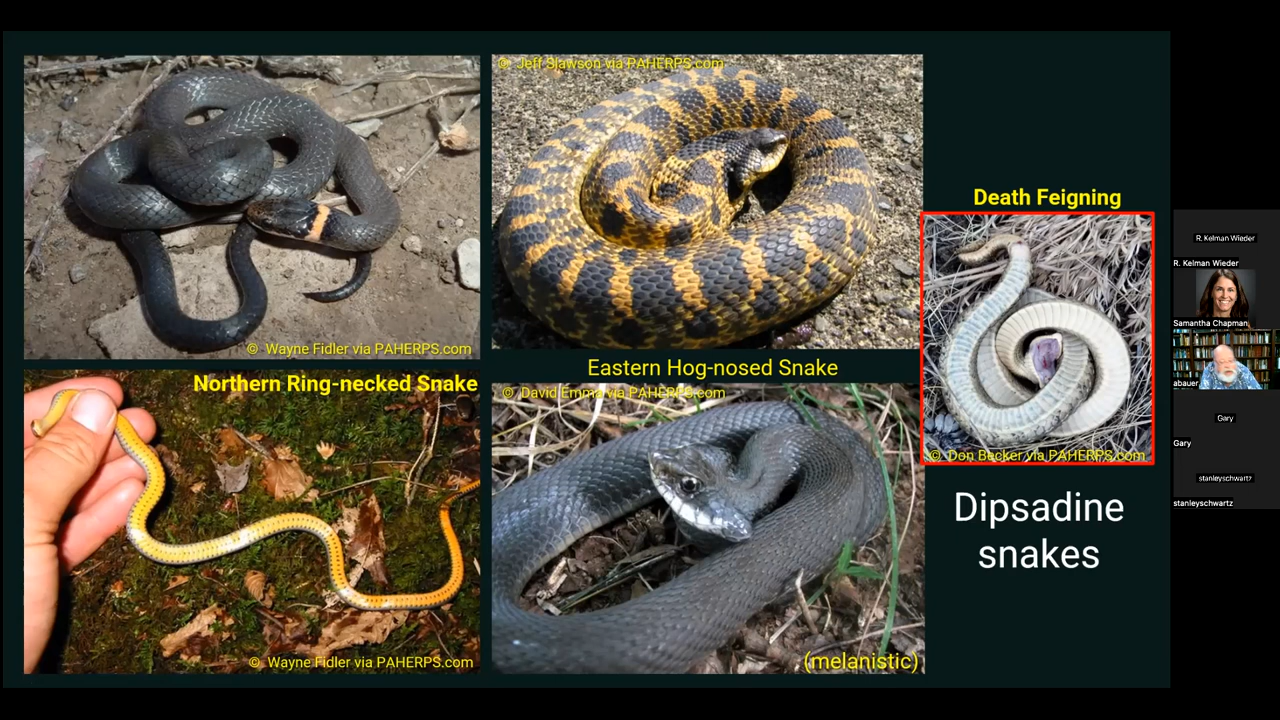 © Wayne Fidler via PAHERPS.com
Northern Ring-necked Snake
© Wayne Fidler via PAHERPS.com
© Jeff Slawson via PAHERPS.com
Eastern Hog-nosed Snake
© David Emma via PAHERPS.com
(melanistic)
Death Feigning
© Don Becker via PAHERPS.com
Dipsadine
snakes
R. Kelman Wieder
R. Kelman Wieder
Samantha Chapman
abauer
Gary
Gary
stanleyschwartz
stanleyschwartz